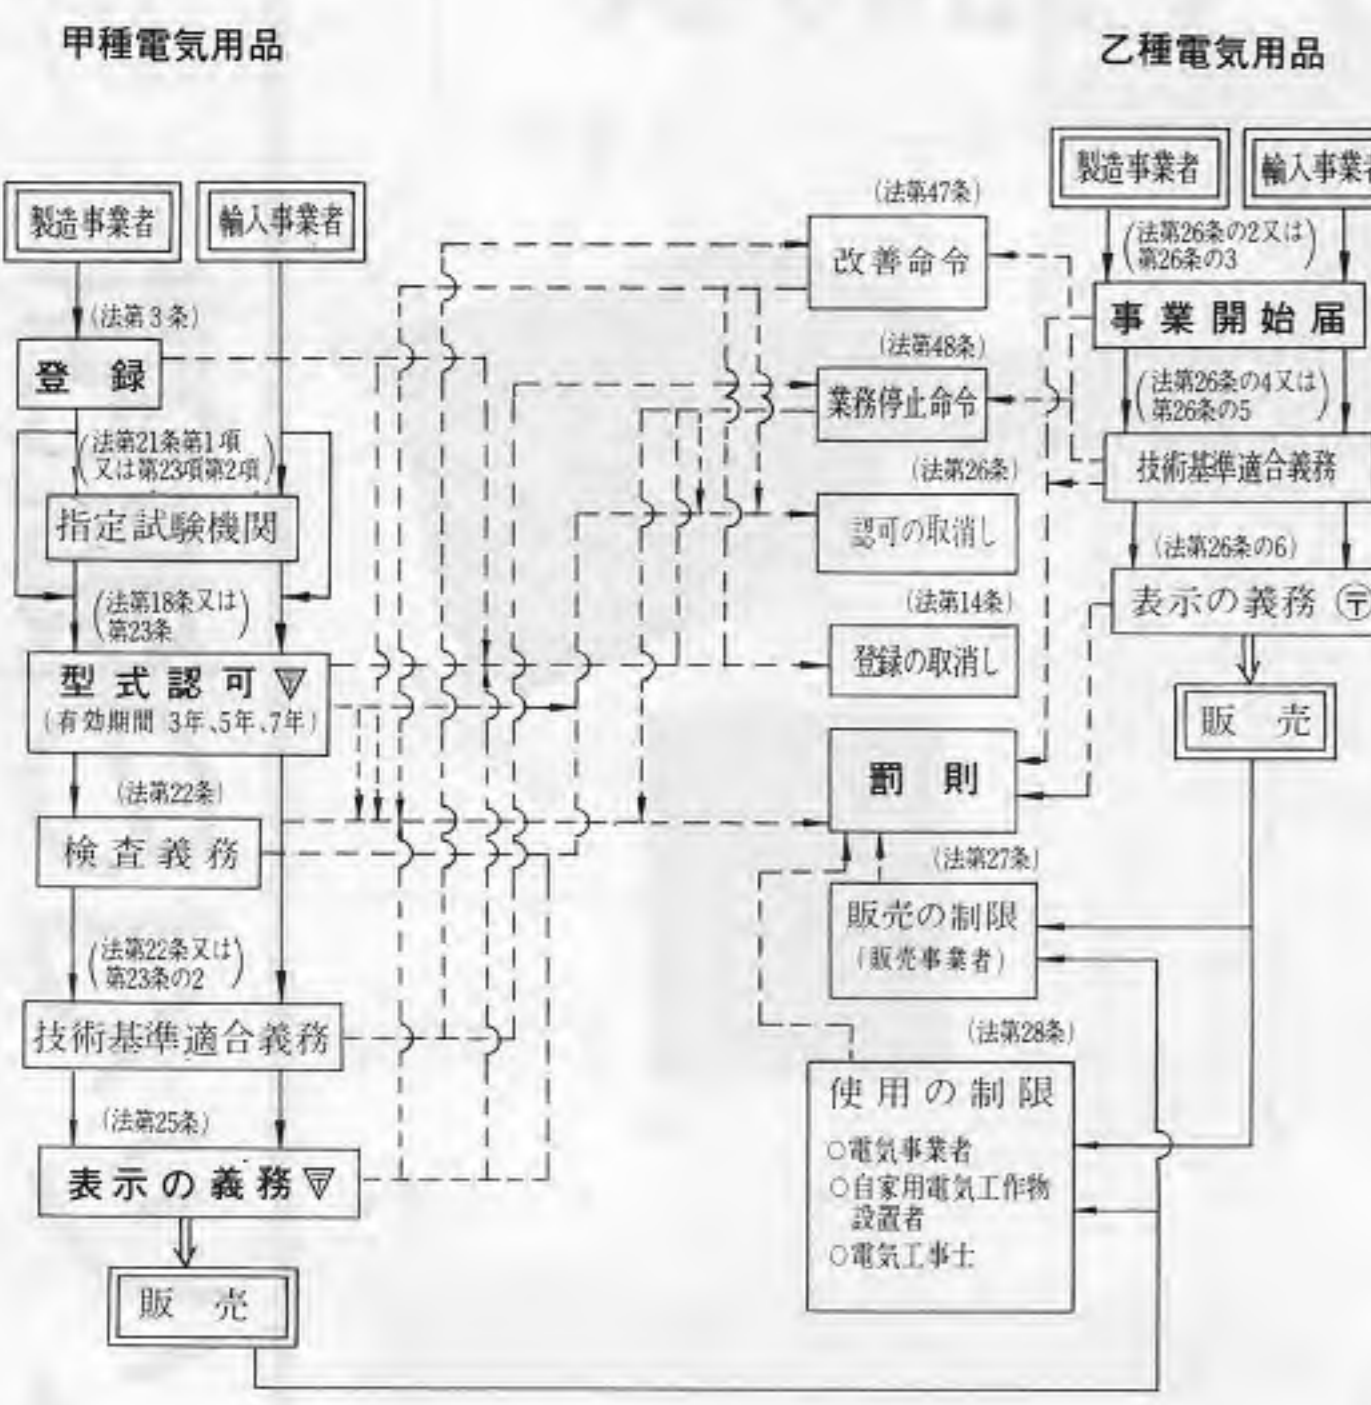 甲種電気用品
製造事業者
輸入事業者
(法第3条)
登 録
(法第21条第1項
又は第23項第2項)
指定試験機関
(法第18条又は
第23条)
型式認可
(有効期間 3年、5年、7年)
(法第22条)
検査義務
(法第22条又は
第23条の2)
技術基準適合義務
(法第25条)
表示の義務
販 売
(法第47条)
改善命令
(法第48条)
業務停止命令
(法第26条)
認可の取消し
(法第14条)
登録の取消し
罰 則
(法第27条)
販売の制限
(販売事業者)
(法第28条)
使用の制限
○電気事業者
○自家用電気工作物
設置者
○電気工事士
乙種電気用品
製造事業者
輸入事業者
(法第26条の2又は
第26条の3)
事業開始届
(法第26条の4又は
第26条の5)
技術基準適合義務
(法第26条の6)
表示の義務 〒
販 売